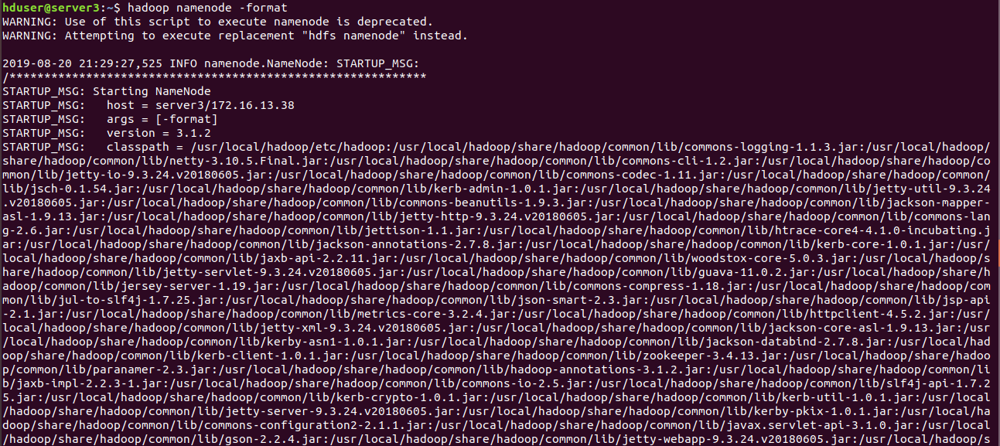 hduser@server3:~$ hadoop namenode -format
WARNING: Use of this script to execute namenode is deprecated.
WARNING: Attempting to execute replacement "hdfs namenode" instead.
2019-08-20 21:29:27,525 INFO namenode.NameNode: STARTUP_MSG:
/************************************************************
STARTUP_MSG: Starting NameNode
STARTUP_MSG:   host = server3/172.16.13.38
STARTUP_MSG:   args = [-format]
STARTUP_MSG:   version = 3.1.2
STARTUP_MSG:   classpath = /usr/local/hadoop/etc/hadoop:/usr/local/hadoop/share/hadoop/common/lib/commons-logging-1.1.3.jar:/usr/local/hadoop/
share/hadoop/common/lib/netty-3.10.5.Final.jar:/usr/local/hadoop/share/hadoop/common/lib/commons-cli-1.2.jar:/usr/local/hadoop/share/hadoop/co
mmon/lib/jetty-io-9.3.24.v20180605.jar:/usr/local/hadoop/share/hadoop/common/lib/commons-codec-1.11.jar:/usr/local/hadoop/share/hadoop/common/
lib/jsch-0.1.54.jar:/usr/local/hadoop/share/hadoop/common/lib/kerb-admin-1.0.1.jar:/usr/local/hadoop/share/hadoop/common/lib/jetty-util-9.3.24
.v20180605.jar:/usr/local/hadoop/share/hadoop/common/lib/commons-beanutils-1.9.3.jar:/usr/local/hadoop/share/hadoop/common/lib/jackson-mapper-
asl-1.9.13.jar:/usr/local/hadoop/share/hadoop/common/lib/jetty-http-9.3.24.v20180605.jar:/usr/local/hadoop/share/hadoop/common/lib/commons-lan
g-2.6.jar:/usr/local/hadoop/share/hadoop/common/lib/jettison-1.1.jar:/usr/local/hadoop/share/hadoop/common/lib/htrace-core4-4.1.0-incubating.j
ar:/usr/local/hadoop/share/hadoop/common/lib/jackson-annotations-2.7.8.jar:/usr/local/hadoop/share/hadoop/common/lib/kerb-core-1.0.1.jar:/usr/
local/hadoop/share/hadoop/common/lib/jaxb-api-2.2.11.jar:/usr/local/hadoop/share/hadoop/common/lib/woodstox-core-5.0.3.jar:/usr/local/hadoop/s
hare/hadoop/common/lib/jetty-servlet-9.3.24.v20180605.jar:/usr/local/hadoop/share/hadoop/common/lib/guava-11.0.2.jar:/usr/local/hadoop/share/h
adoop/common/lib/jersey-server-1.19.jar:/usr/local/hadoop/share/hadoop/common/lib/commons-compress-1.18.jar:/usr/local/hadoop/share/hadoop/com
mon/lib/jul-to-slf4j-1.7.25.jar:/usr/local/hadoop/share/hadoop/common/lib/json-smart-2.3.jar:/usr/local/hadoop/share/hadoop/common/lib/jsp-api
-2.1.jar:/usr/local/hadoop/share/hadoop/common/lib/metrics-core-3.2.4.jar:/usr/local/hadoop/share/hadoop/common/lib/httpclient-4.5.2.jar:/usr/
local/hadoop/share/hadoop/common/lib/jetty-xml-9.3.24.v20180605.jar:/usr/local/hadoop/share/hadoop/common/lib/jackson-core-asl-1.9.13.jar:/usr
/local/hadoop/share/hadoop/common/lib/kerby-asn1-1.0.1.jar:/usr/local/hadoop/share/hadoop/common/lib/jackson-databind-2.7.8.jar:/usr/local/had
oop/share/hadoop/common/lib/kerb-client-1.0.1.jar:/usr/local/hadoop/share/hadoop/common/lib/zookeeper-3.4.13.jar:/usr/local/hadoop/share/hadoo
p/common/lib/paranamer-2.3.jar:/usr/local/hadoop/share/hadoop/common/lib/hadoop-annotations-3.1.2.jar:/usr/local/hadoop/share/hadoop/common/li
b/jaxb-impl-2.2.3-1.jar:/usr/local/hadoop/share/hadoop/common/lib/commons-io-2.5.jar:/usr/local/hadoop/share/hadoop/common/lib/slf4j-api-1.7.2
5.jar:/usr/local/hadoop/share/hadoop/common/lib/kerb-crypto-1.0.1.jar:/usr/local/hadoop/share/hadoop/common/lib/kerb-util-1.0.1.jar:/usr/local
/hadoop/share/hadoop/common/lib/jetty-server-9.3.24.v20180605.jar:/usr/local/hadoop/share/hadoop/common/lib/kerby-pkix-1.0.1.jar:/usr/local/ha
doop/share/hadoop/common/lib/commons-configuration2-2.1.1.jar:/usr/local/hadoop/share/hadoop/common/lib/javax.servlet-api-3.1.0.jar:/usr/local
/hadoop/share/hadoop/common/lib/gson-2.2.4.jar:/usr/local/hadoop/share/hadoop/common/lib/jetty-webapp-9.3.24.v20180605.jar:/usr/local/hadoop/s